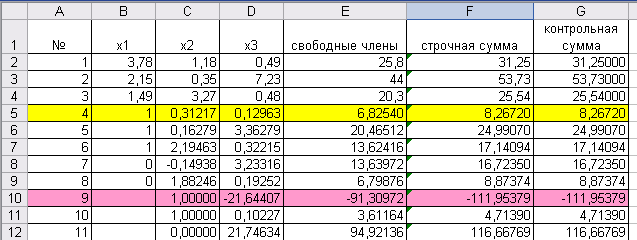 A B C D E F G
1 № x1 x2 x3 свободные члены строчная сумма контрольная сумма
2 1 3,78 1,18 0,49 25,8 31,25 31,25000
3 2 2,15 0,35 7,23 44 53,73 53,73000
4 3 1,49 3,27 0,48 20,3 25,54 25,54000
5 4 1 0,31217 0,12963 6,82540 8,26720 8,26720
6 5 1 0,16279 3,36279 20,46512 24,99070 24,99070
7 6 1 2,19463 0,32215 13,62416 17,14094 17,14094
8 7 0 -0,14938 3,23316 13,63972 16,72350 16,72350
9 8 0 1,88246 0,19252 6,79876 8,87374 8,87374
10 9 1,00000 -21,64407 -91,30972 -111,95379 -111,95379
11 10 1,00000 0,10227 3,61164 4,71390 4,71390
12 11 0,00000 21,74634 94,92136 116,66769 116,66769